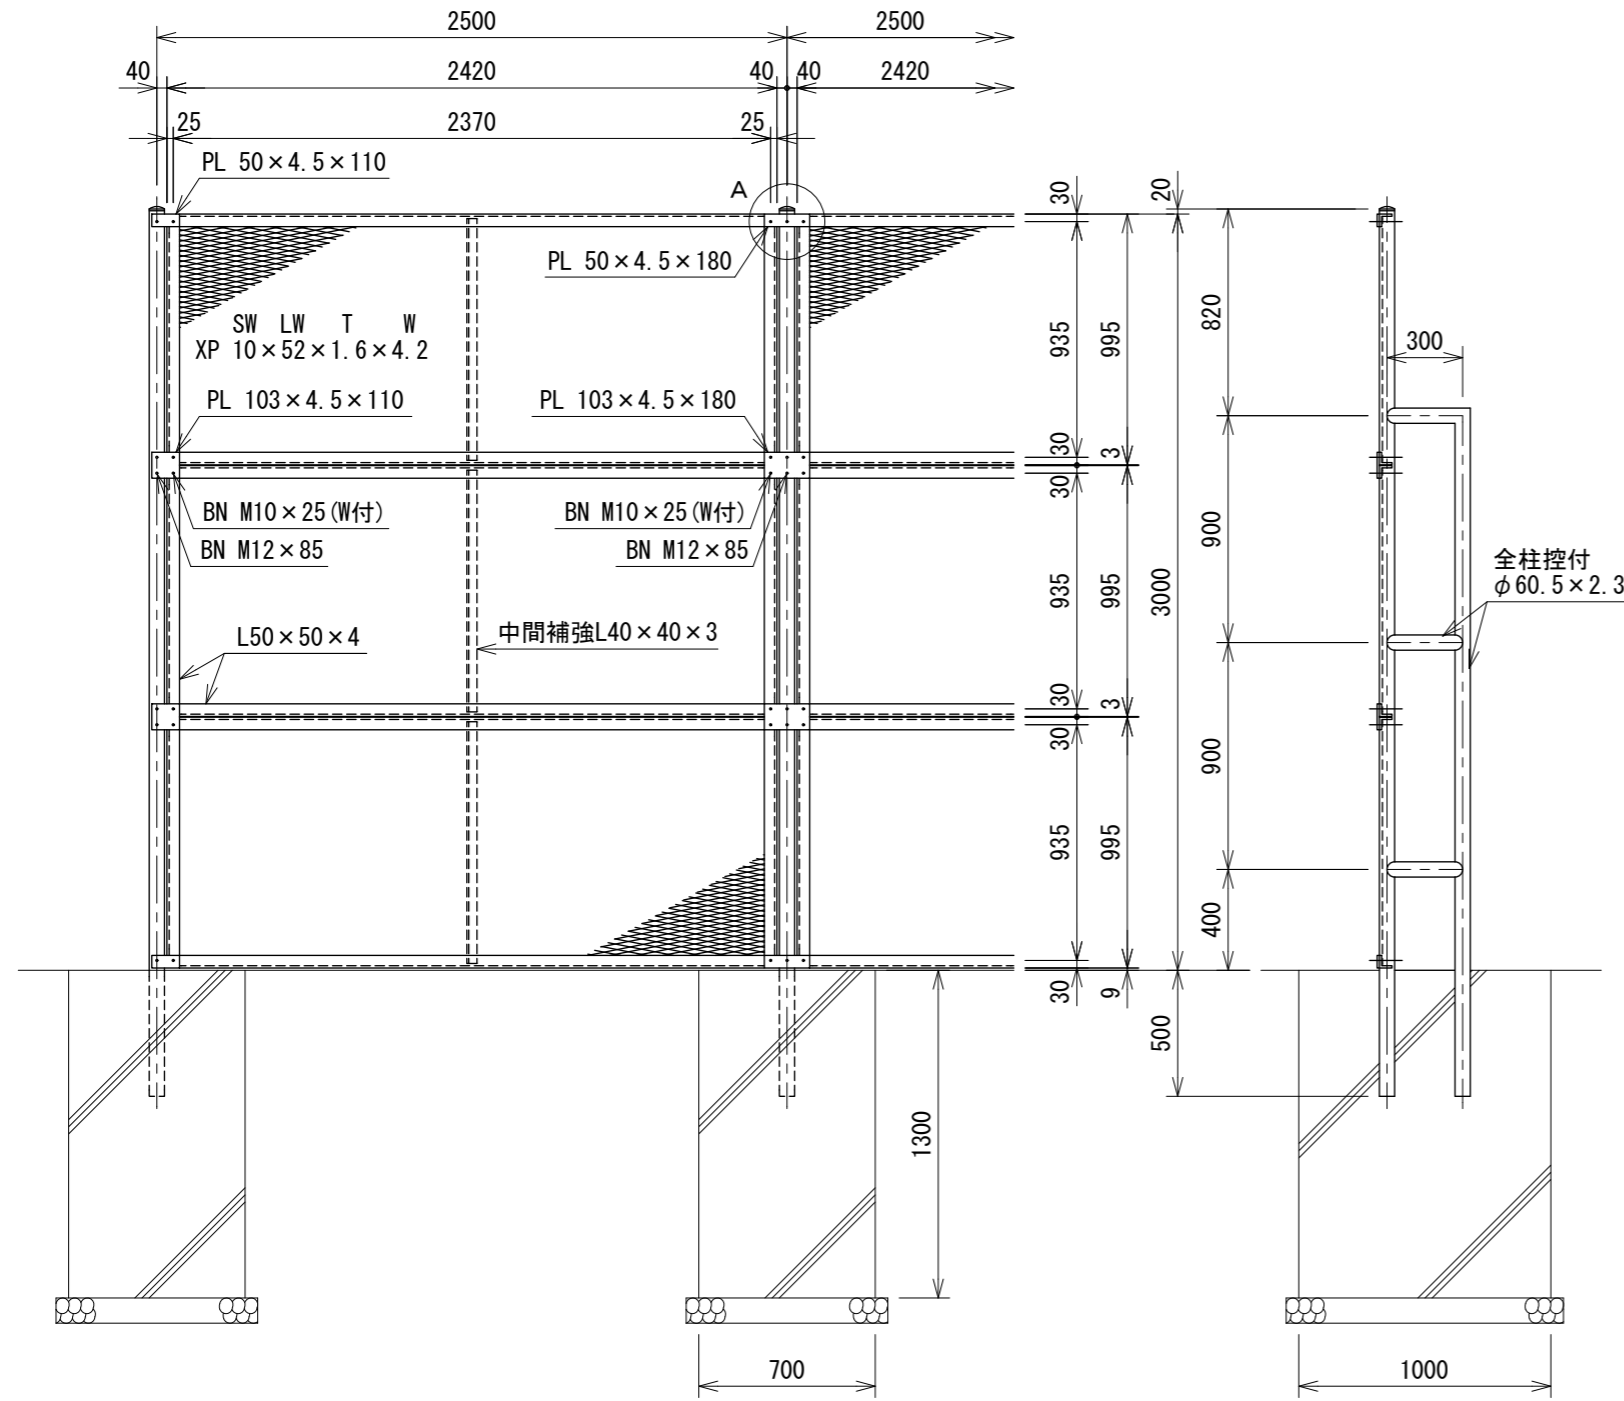 2500
2500
40
2420
40
40
2420
25
2370
25
PL 50×4.5×110
A
PL 50×4.5×180
SW LW T W
XP 10×52×1.6×4.2
PL 103×4.5×110
PL 103×4.5×180
BN M10×25(W付)
BN M12×85
BN M10×25(W付)
BN M12×85
L50×50×4
中間補強L40×40×3
30
935
30
30
935
30
30
935
30
995
3
995
3
995
9
20
3000
500
820
900
900
400
300
全柱控付
φ60.5×2.3
1300
700
1000